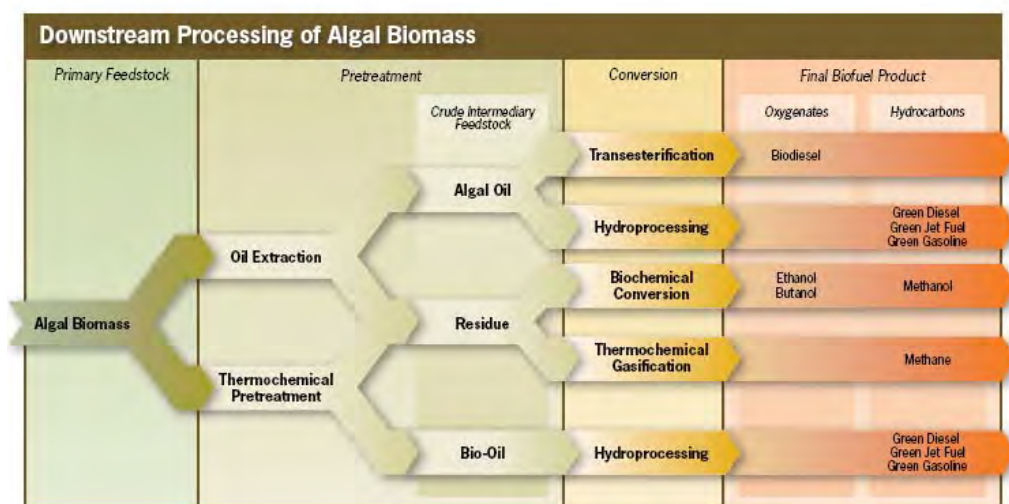 Downstream Processing of Algal Biomass
Primary Feedstock
Pretreatment
Conversion
Final Biofuel Product
Crude Intermediary
Feedstock
Oxygenates
Hydrocarbons
Transesterification
Biodiesel
Algal Oil
Hydroprocessing
Green Diesel
Green Jet Fuel
Green Gasoline
Oil Extraction
Biochemical
Conversion
Ethanol
Butanol
Methanol
Algal Biomass
Residue
Thermochemical
Gasification
Methane
Thermochemical
Pretreatment
Bio-Oil
Hydroprocessing
Green Diesel
Green Jet Fuel
Green Gasoline